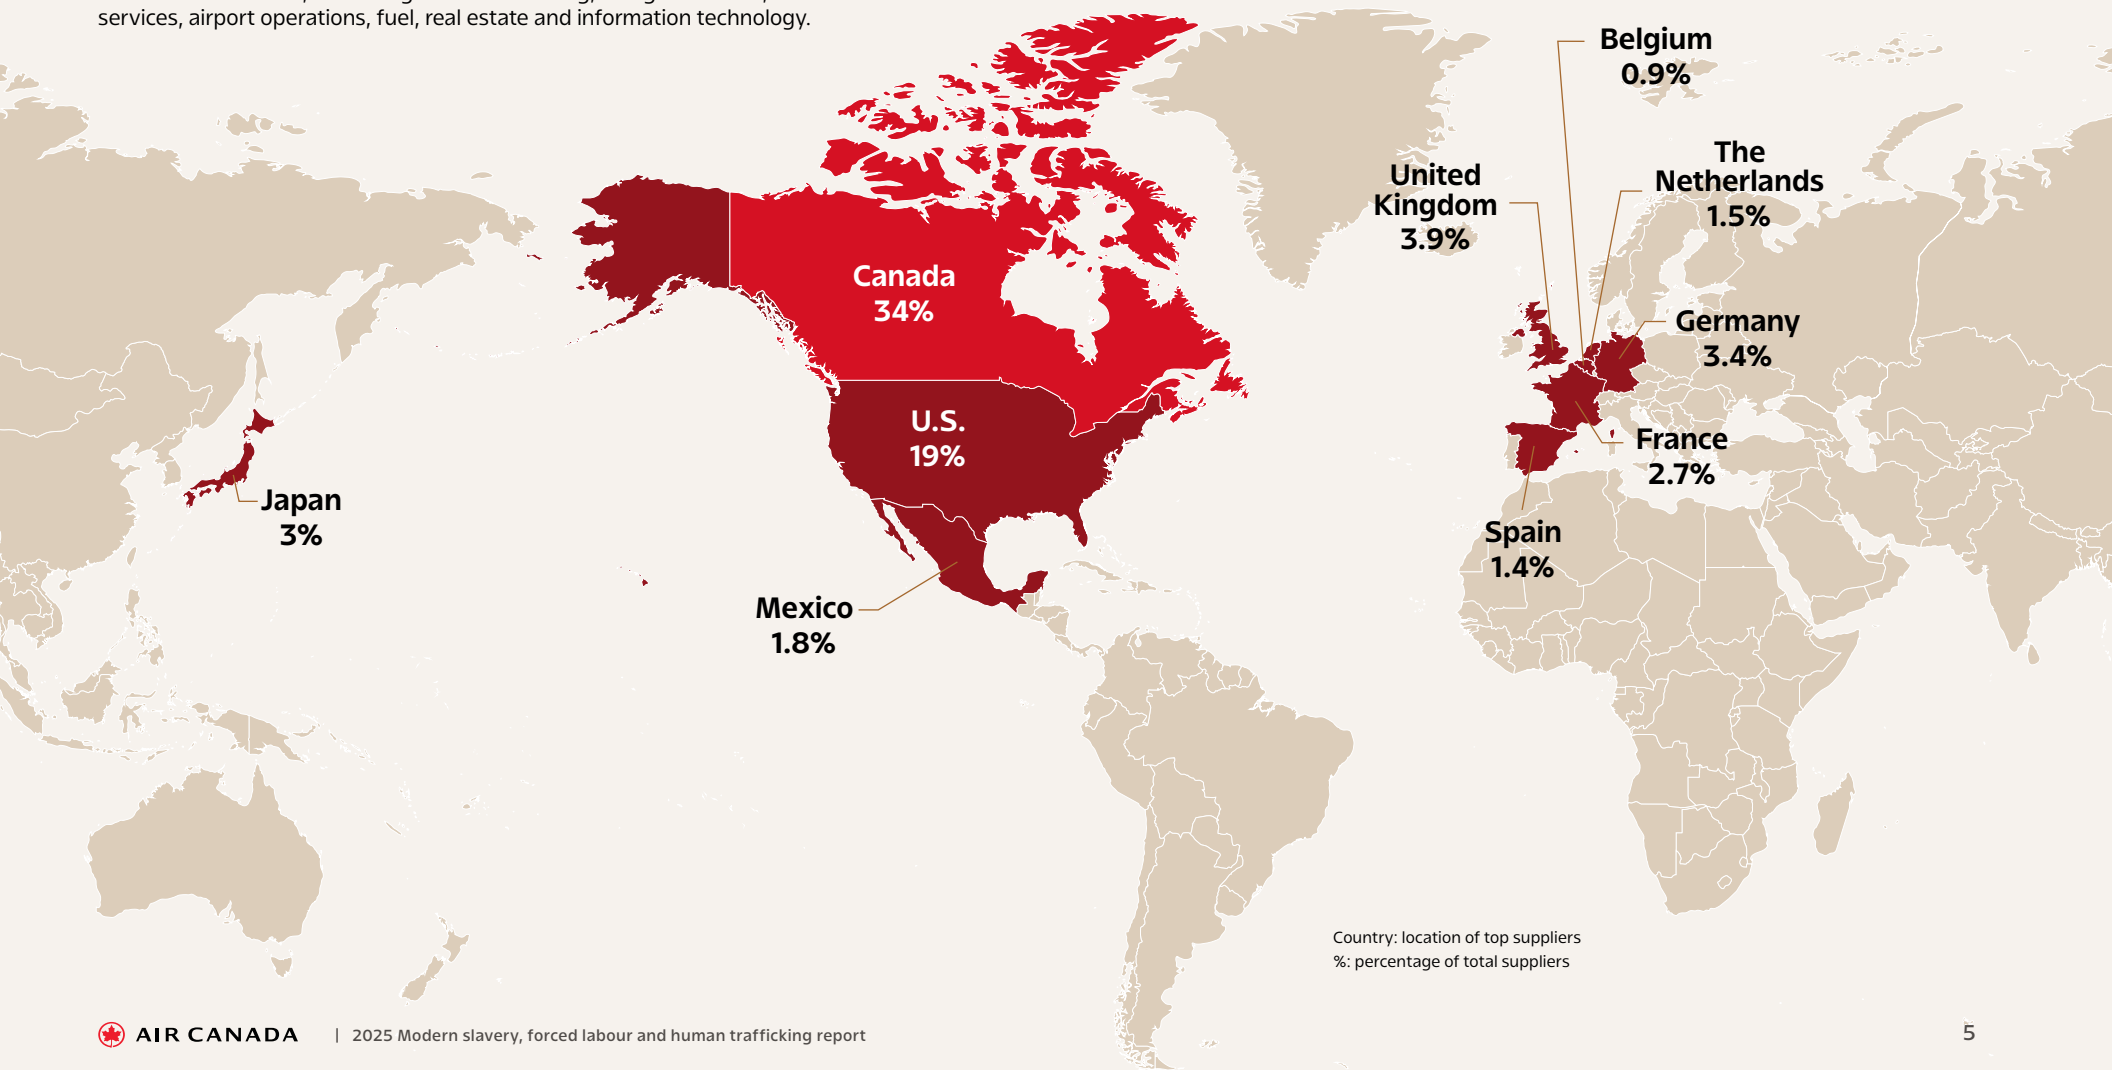 services, airport operations, fuel, real estate and information technology.
Belgium
0.9%
The
Netherlands
1.5%
United
Kingdom
3.9%
Canada
34%
Germany
3.4%
U.S.
19%
France
2.7%
Japan
3%
Spain
1.4%
Mexico
1.8%
Country: location of top suppliers
%: percentage of total suppliers
AIR CANADA | 2025 Modern slavery, forced labour and human trafficking report
5